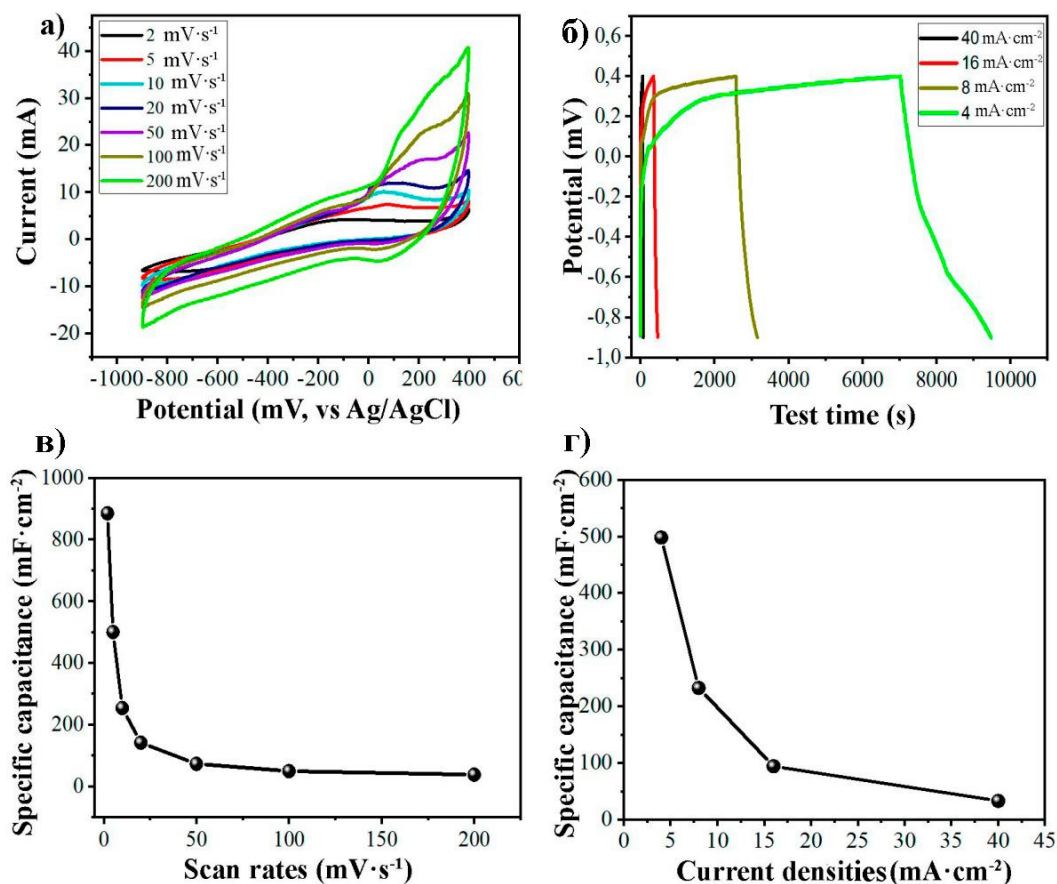 а)
2 mV·s⁻¹
5 mV·s⁻¹
10 mV·s⁻¹
20 mV·s⁻¹
50 mV·s⁻¹
100 mV·s⁻¹
200 mV·s⁻¹
Current (mA)
40
30
20
10
0
-10
-20
-1000 -800 -600 -400 -200 0 200 400 60
Potential (mV, vs Ag/AgCl)
б)
40 mA·cm⁻²
16 mA·cm⁻²
8 mA·cm⁻²
4 mA·cm⁻²
Potential (mV)
0,6
0,4
0,2
0,0
-0,2
-0,4
-0,6
-0,8
-1,0
0 2000 4000 6000 8000 10000
Test time (s)
в)
Specific capacitance (mF·cm⁻²)
1000
800
600
400
200
0
0 50 100 150 200
Scan rates (mV·s⁻¹)
г)
Specific capacitance (mF·cm⁻²)
600
500
400
300
200
100
0
0 5 10 15 20 25 30 35 40 45
Current densities (mA·cm⁻²)